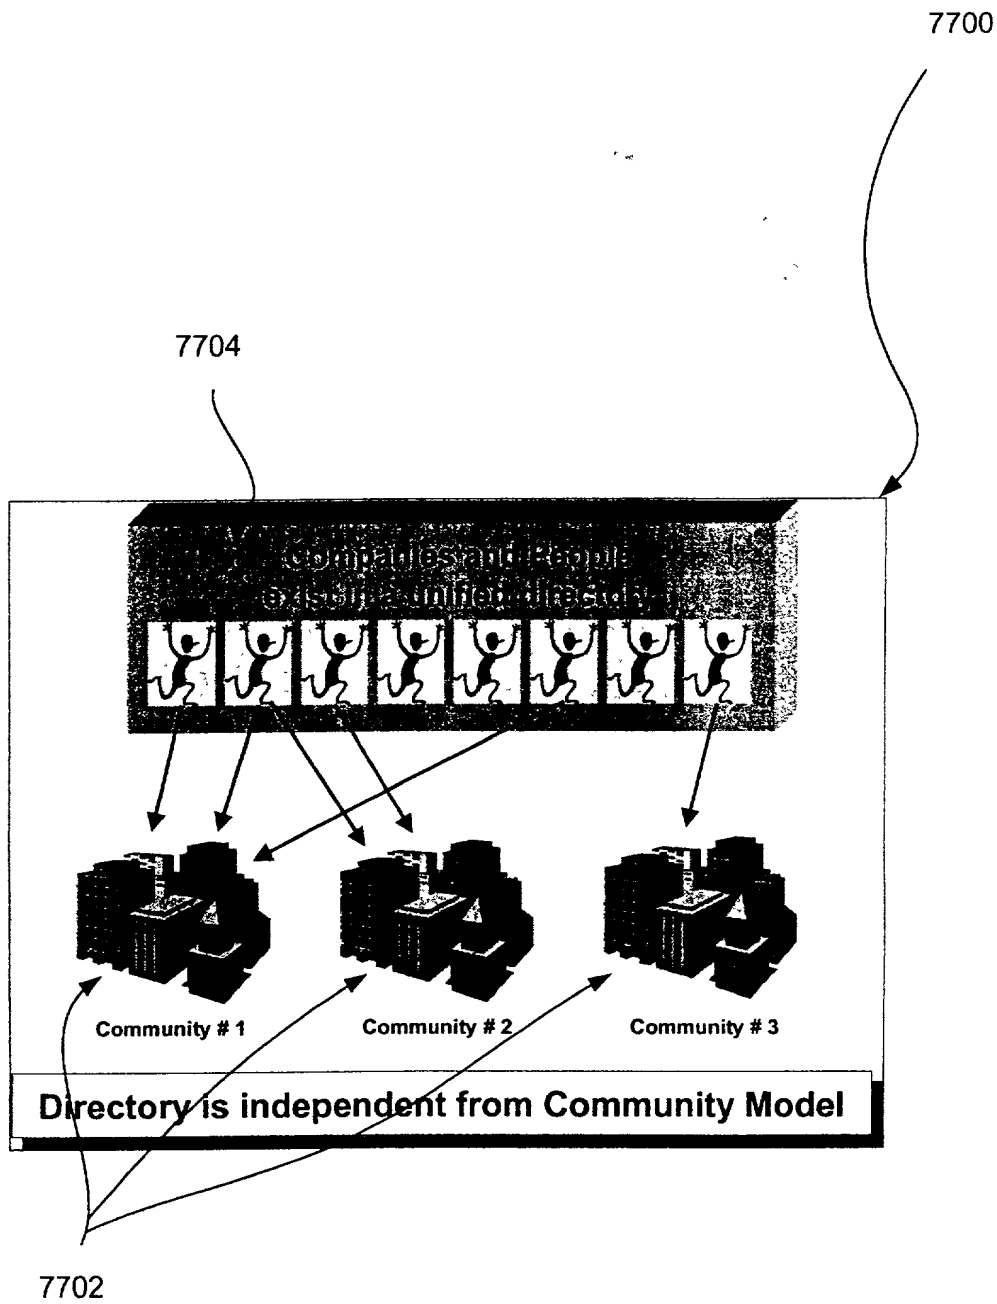 7700
7704
Companies and People
exist in a unified directory
Community # 1
Community # 2
Community # 3
Directory is independent from Community Model
7702